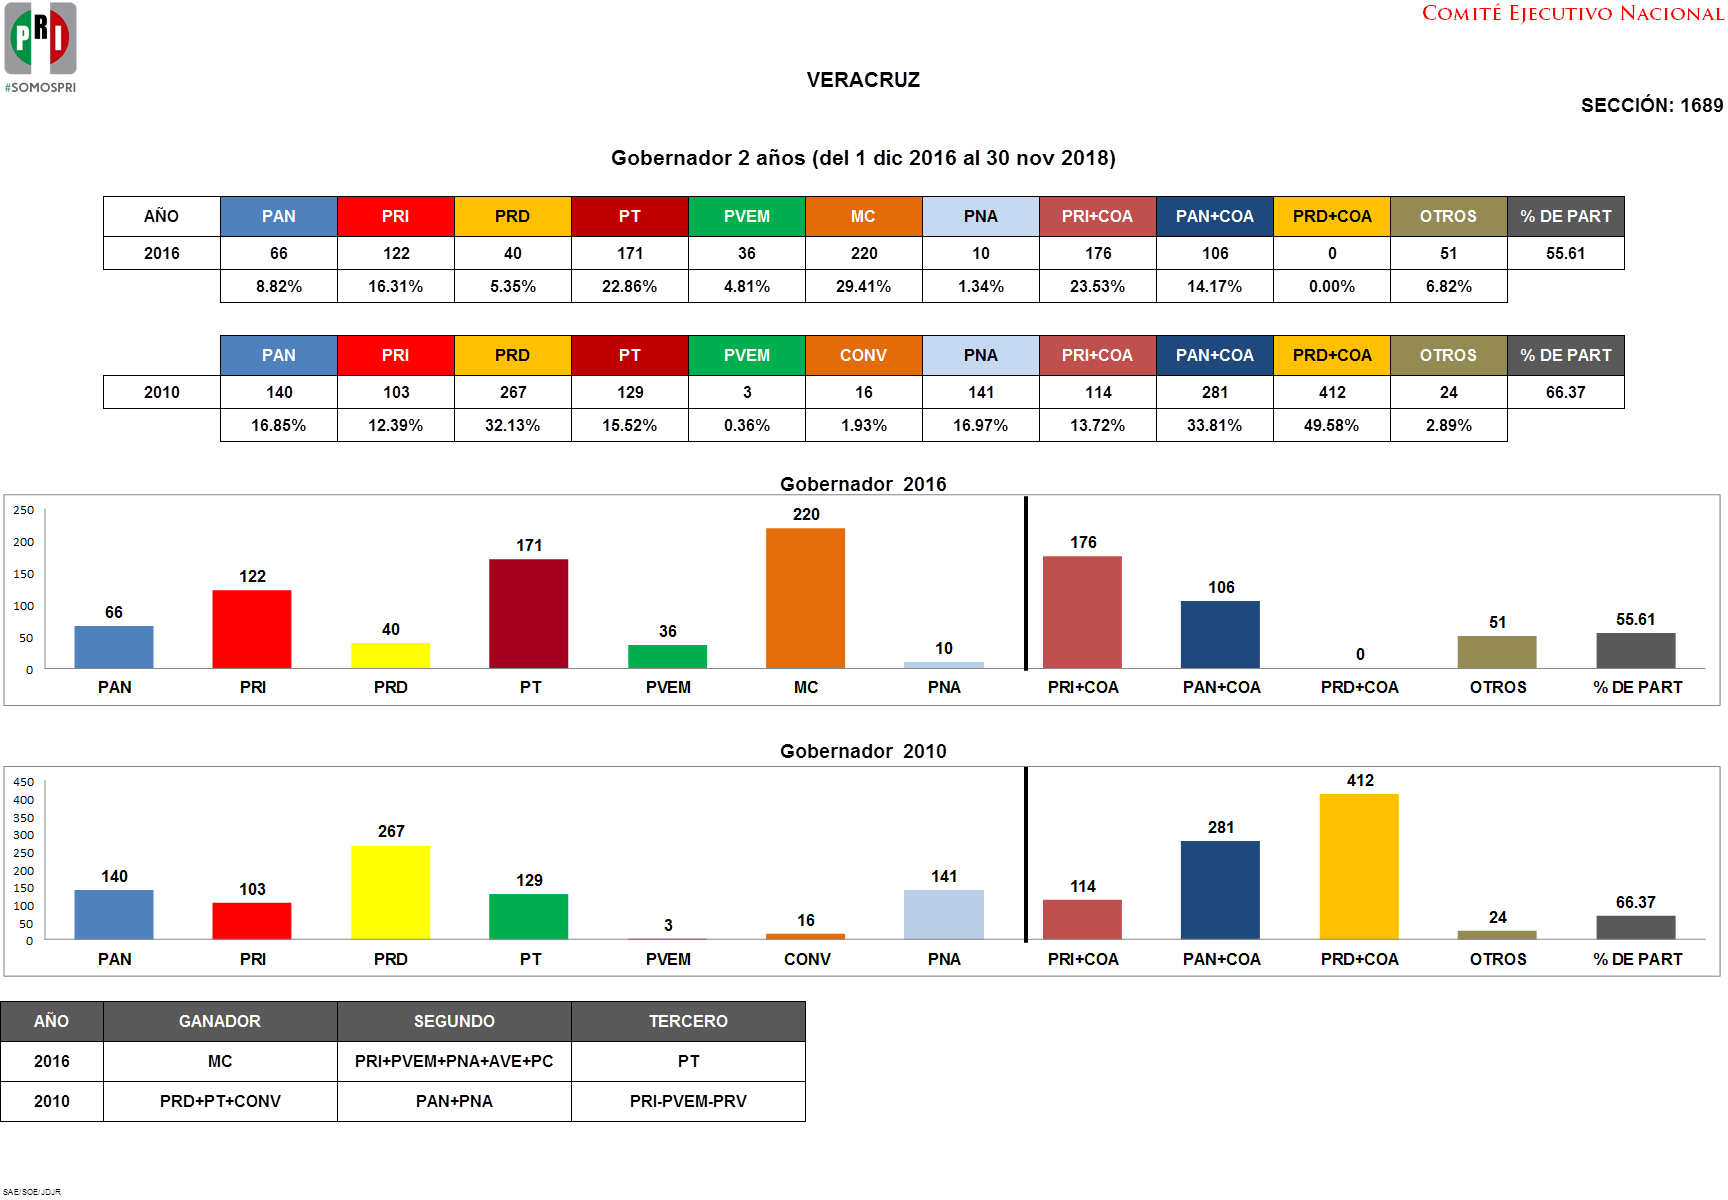 PRI
#SOMOSPRI
COMITÉ EJECUTIVO NACIONAL
VERACRUZ
SECCIÓN: 1689
Gobernador 2 años (del 1 dic 2016 al 30 nov 2018)
AÑO PAN PRI PRD PT PVEM MC PNA PRI+COA PAN+COA PRD+COA OTROS % DE PART
2016 66 122 40 171 36 220 10 176 106 0 51 55.61
8.82% 16.31% 5.35% 22.86% 4.81% 29.41% 1.34% 23.53% 14.17% 0.00% 6.82%
PAN PRI PRD PT PVEM CONV PNA PRI+COA PAN+COA PRD+COA OTROS % DE PART
2010 140 103 267 129 3 16 141 114 281 412 24 66.37
16.85% 12.39% 32.13% 15.52% 0.36% 1.93% 16.97% 13.72% 33.81% 49.58% 2.89%
Gobernador 2016
250
200
150
100
50
0
66 122 40 171 36 220 10 176 106 0 51 55.61
PAN PRI PRD PT PVEM MC PNA PRI+COA PAN+COA PRD+COA OTROS % DE PART
Gobernador 2010
450
400
350
300
250
200
150
100
50
0
140 103 267 129 3 16 141 114 281 412 24 66.37
PAN PRI PRD PT PVEM CONV PNA PRI+COA PAN+COA PRD+COA OTROS % DE PART
AÑO GANADOR SEGUNDO TERCERO
2016 MC PRI+PVEM+PNA+AVE+PC PT
2010 PRD+PT+CONV PAN+PNA PRI-PVEM-PRV
SAE/SOE/JDJR